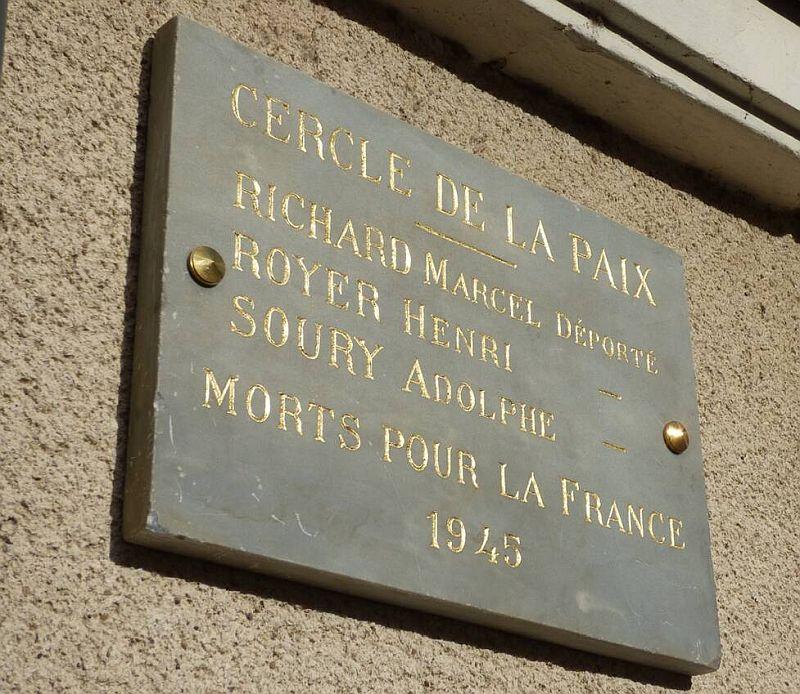 CERCLE DE LA PAIX
RICHARD MARCEL DÉPORTÉ
ROYER HENRI –
SOURY ADOLPHE –
MORTS POUR LA FRANCE
1945